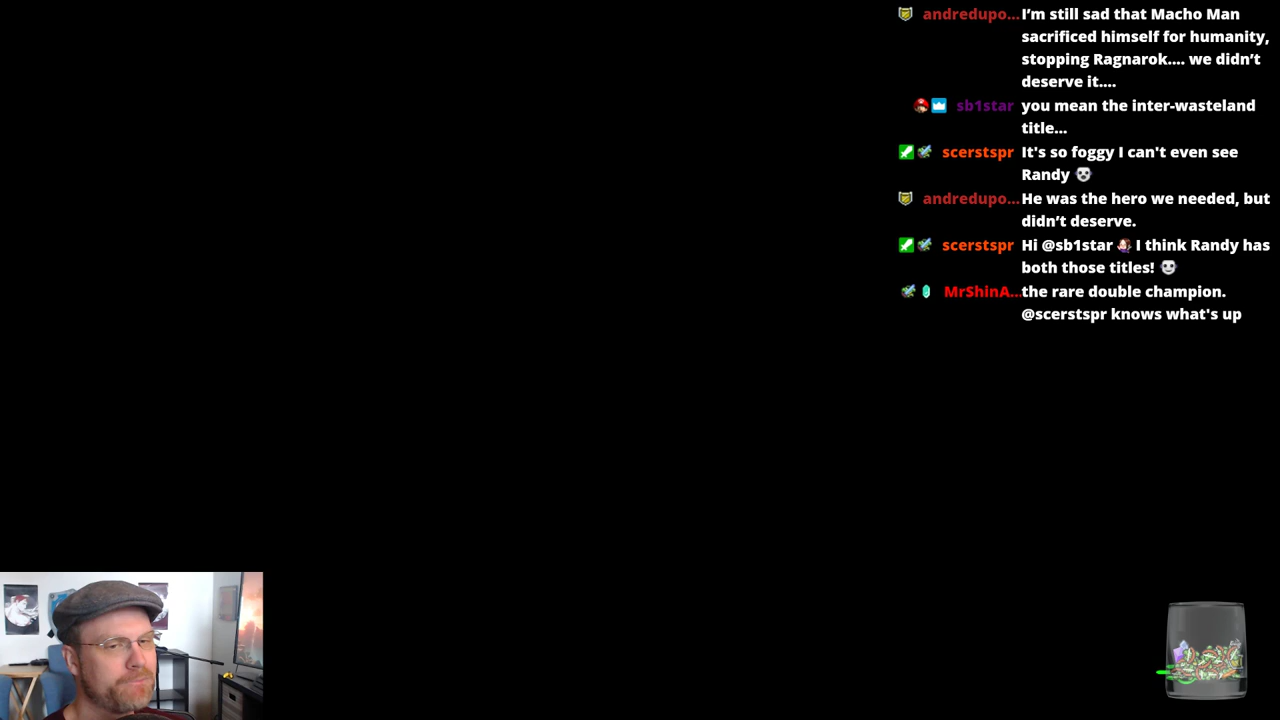 andredupo... I’m still sad that Macho Man
sacrificed himself for humanity,
stopping Ragnarok.... we didn’t
deserve it....
sb1star you mean the inter-wasteland
title...
scerstspr It's so foggy I can't even see
Randy
andredupo... He was the hero we needed, but
didn’t deserve.
scerstspr Hi @sb1star I think Randy has
both those titles!
MrShinA... the rare double champion.
@scerstspr knows what's up